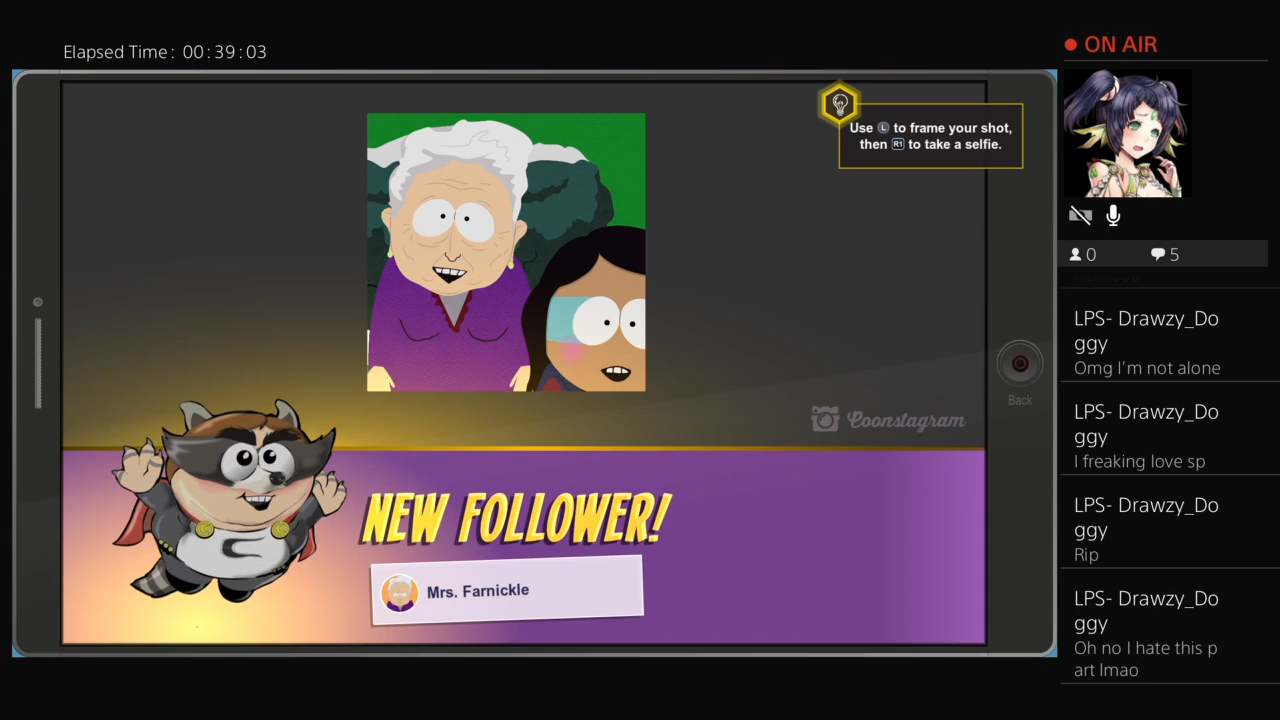 Elapsed Time: 00:39:03
ON AIR
Use L to frame your shot,
then R1 to take a selfie.
0 5
LPS- Drawzy_Do
ggy
Omg I'm not alone
Back
LPS- Drawzy_Do
ggy
I freaking love sp
Coonstagram
NEW FOLLOWER!
Mrs. Farnickle
LPS- Drawzy_Do
ggy
Rip
LPS- Drawzy_Do
ggy
Oh no I hate this p
art lmao